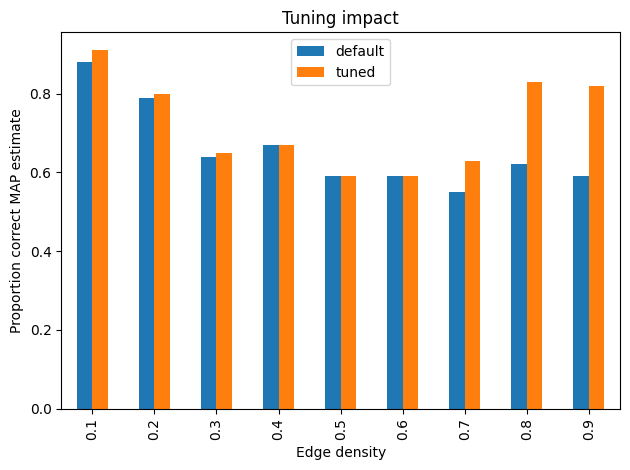 Tuning impact
default
tuned
Proportion correct MAP estimate
0.8
0.6
0.4
0.2
0.0
0.1
0.2
0.3
0.4
0.5
0.6
0.7
0.8
0.9
Edge density